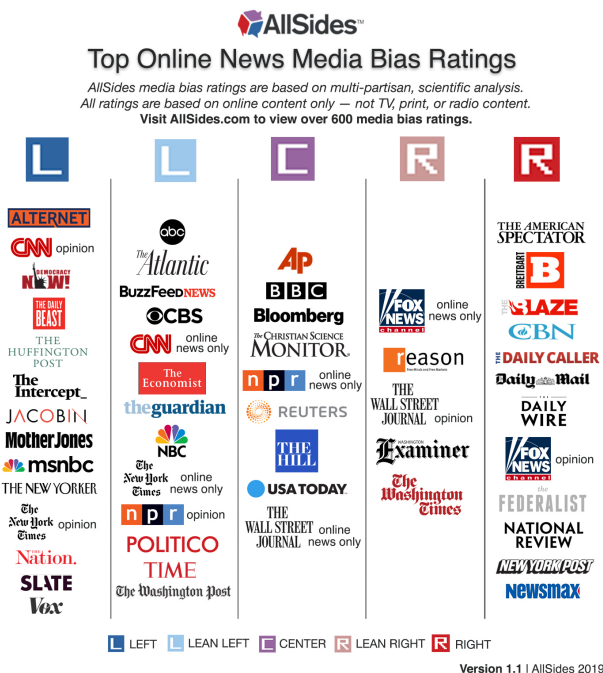 AllSides™
Top Online News Media Bias Ratings
AllSides media bias ratings are based on multi-partisan, scientific analysis.
All ratings are based on online content only — not TV, print, or radio content.
Visit AllSides.com to view over 600 media bias ratings.
L
L
C
R
R
ALTERNET
CNN opinion
DEMOCRACY
NOW!
THE DAILY
BEAST
THE
HUFFINGTON
POST
The
Intercept_
JACOBIN
MotherJones
msnbc
THE NEW YORKER
The
New York
Times
opinion
THE
Nation.
SLATE
Vox
abc
The
Atlantic
BUZZFEED NEWS
CBS
CNN
online
news only
The
Economist
theguardian
NBC
The
New York
Times
online
news only
npr opinion
POLITICO
TIME
The Washington Post
AP
BBC
Bloomberg
The CHRISTIAN SCIENCE
MONITOR
npr
online
news only
REUTERS
THE
HILL
USA TODAY
THE
WALL STREET
JOURNAL
online
news only
FOX
NEWS
channel
online
news only
reason
Free Minds and Free Markets
THE
WALL STREET
JOURNAL
opinion
WASHINGTON
Examiner
The
Washington
Times
THE AMERICAN
SPECTATOR
BREITBART
B
THE
BLAZE
CBN
THE DAILY CALLER
Daily Mail
THE
DAILY
WIRE
FOX
NEWS
channel
opinion
the
FEDERALIST
NATIONAL
REVIEW
NEW YORK POST
Newsmax
L LEFT L LEAN LEFT C CENTER R LEAN RIGHT R RIGHT
Version 1.1 | AllSides 2019